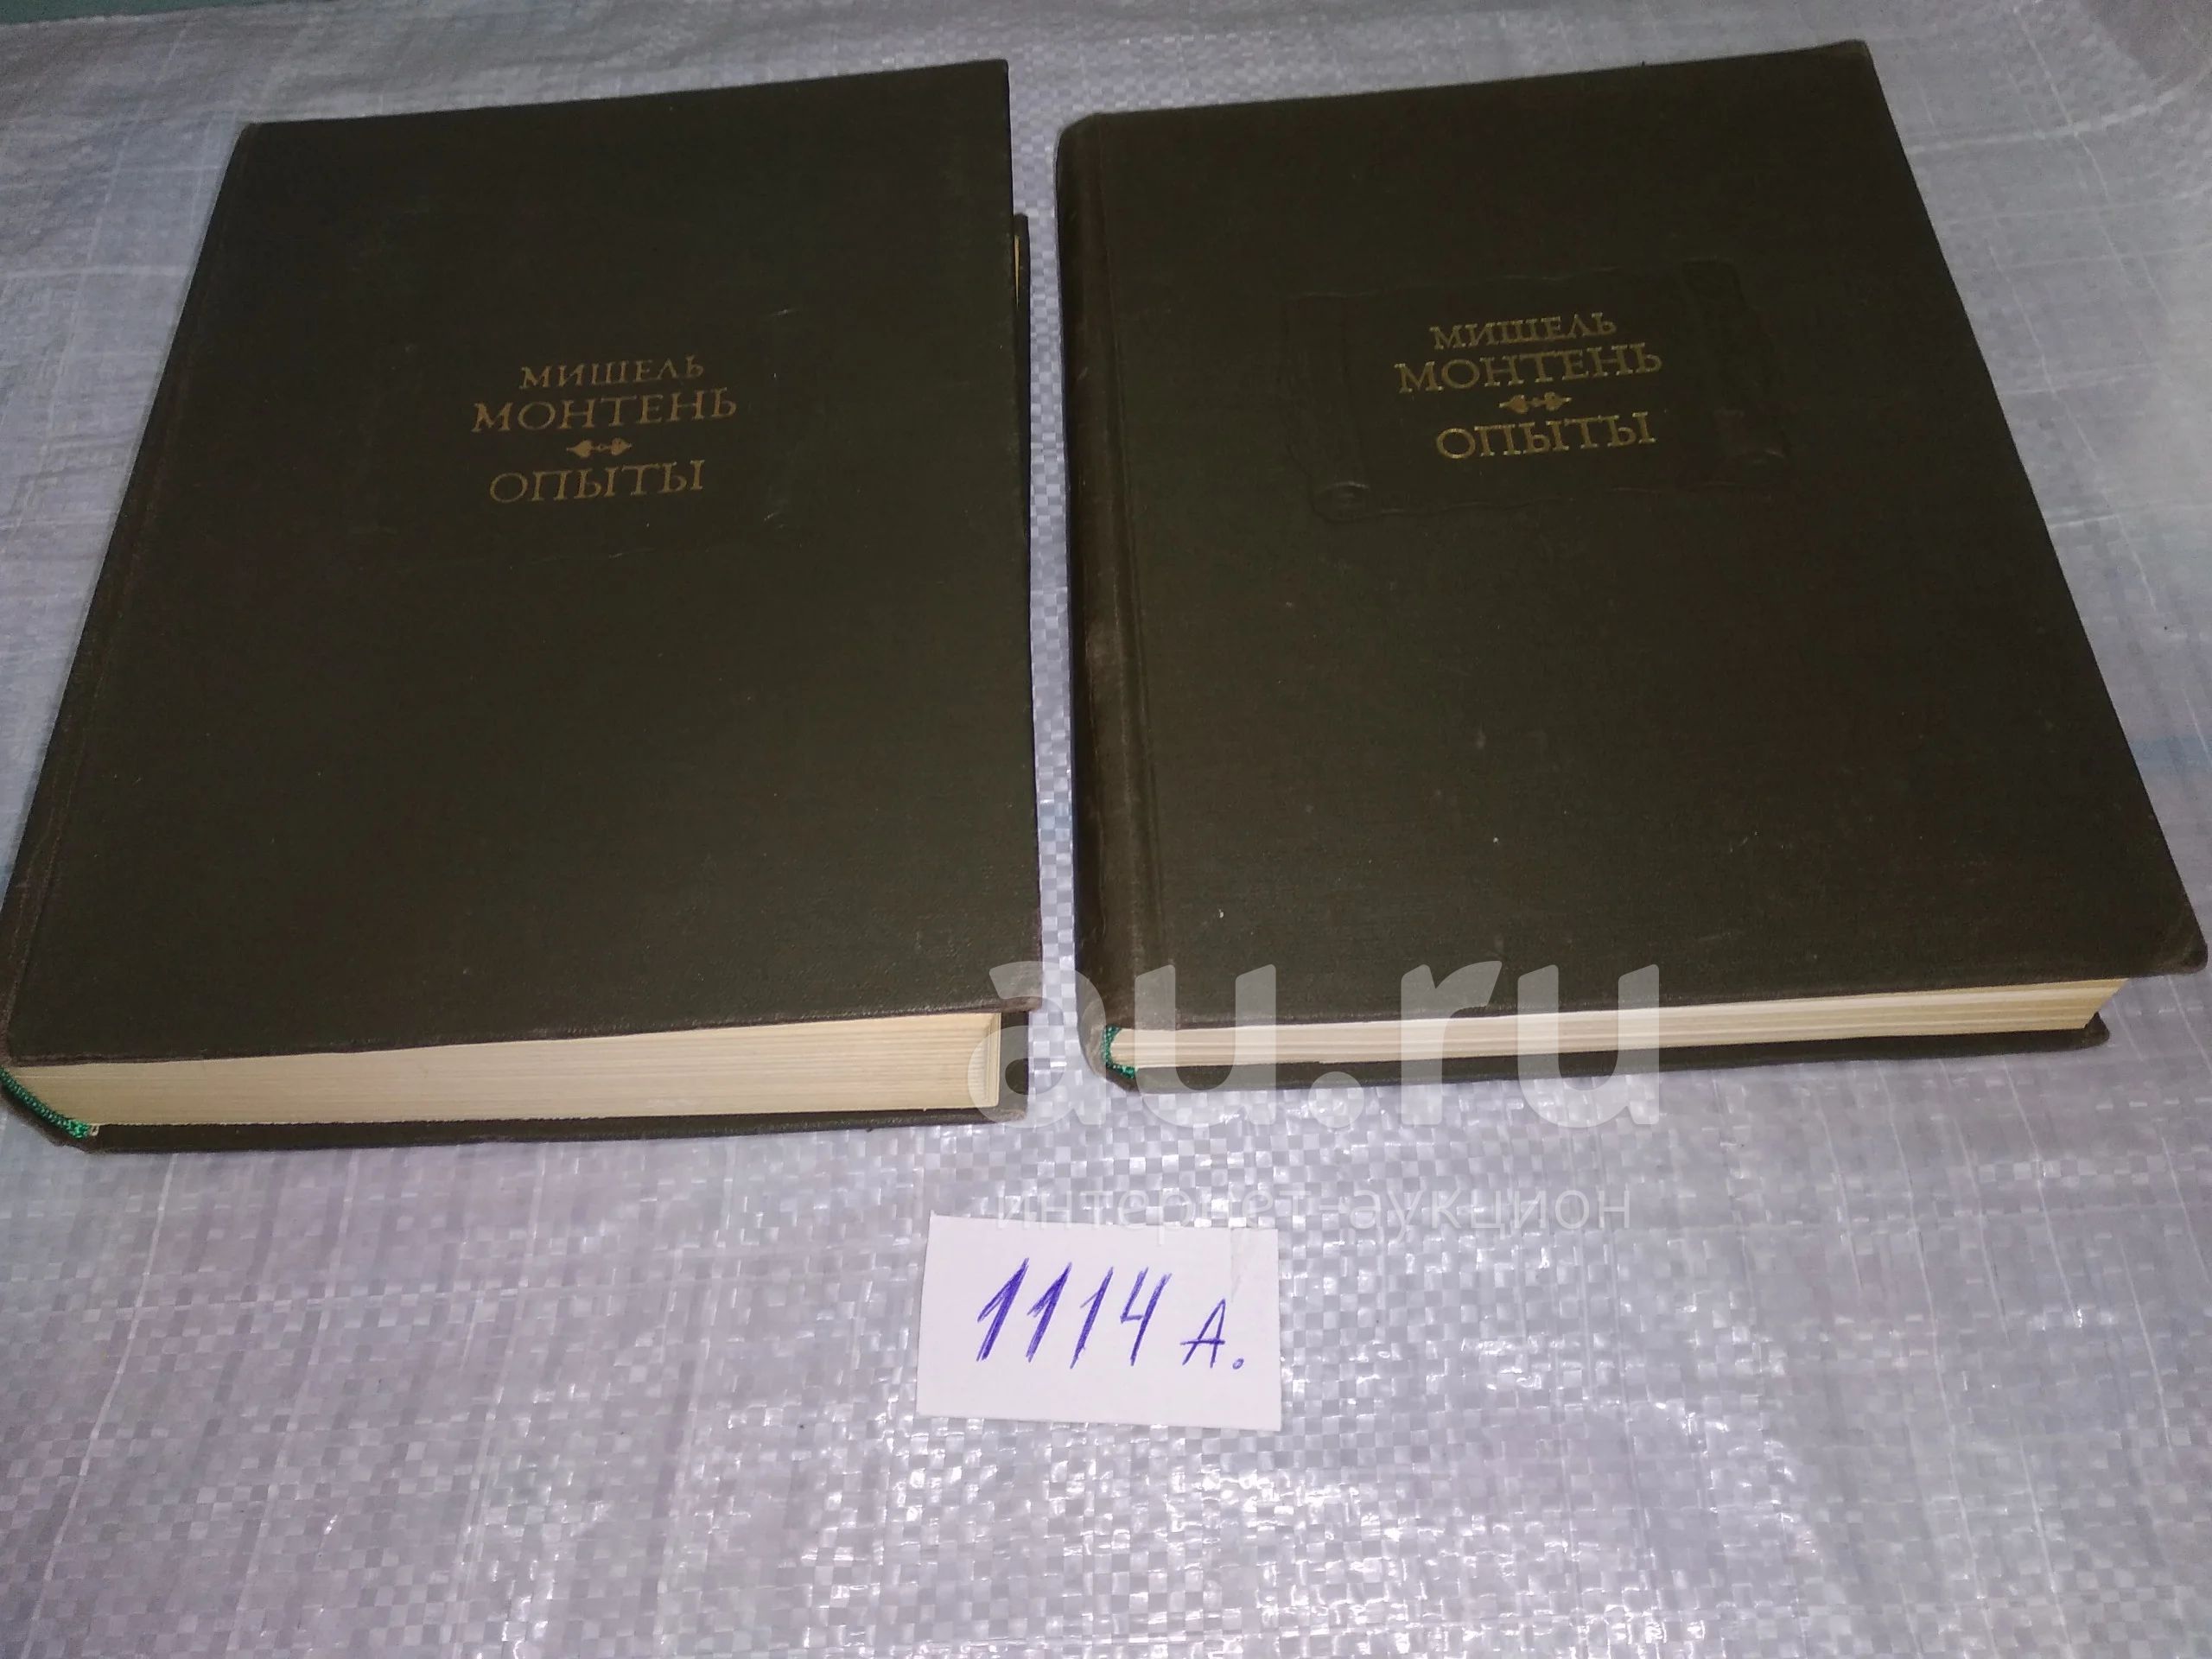 МИШЕЛЬ
МОНТЕНЬ
ОПЫТЫ
МИШЕЛЬ
МОНТЕНЬ
ОПЫТЫ
au.ru
интернет-аукцион
1114 А.